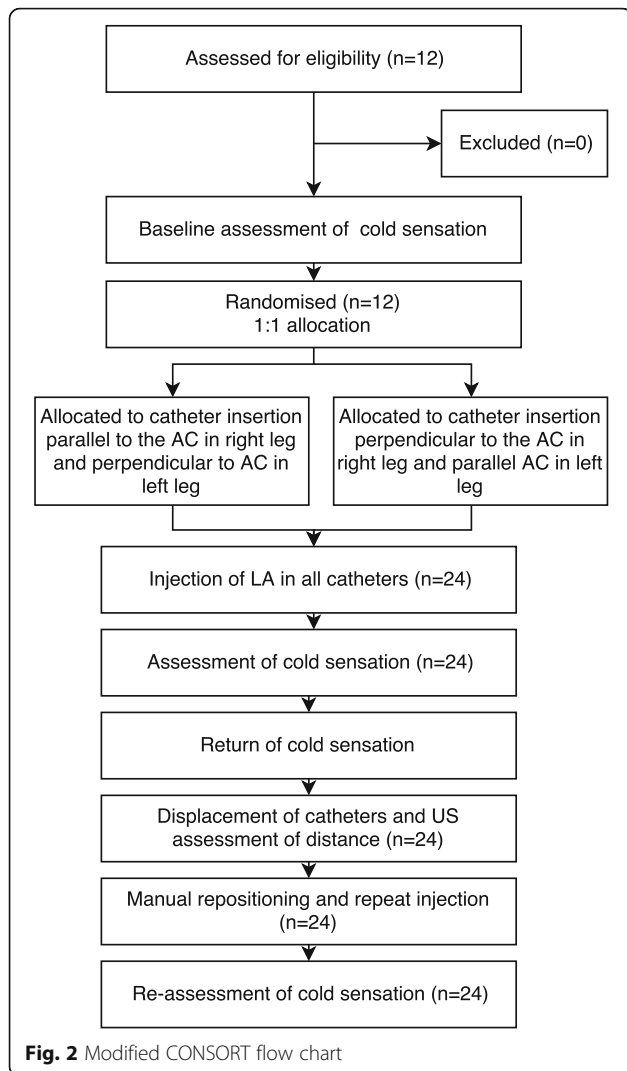 Assessed for eligibility (n=12)
Excluded (n=0)
Baseline assessment of cold sensation
Randomised (n=12)
1:1 allocation
Allocated to catheter insertion
parallel to the AC in right leg
and perpendicular to AC in
left leg
Allocated to catheter insertion
perpendicular to the AC in
right leg and parallel AC in left
leg
Injection of LA in all catheters (n=24)
Assessment of cold sensation (n=24)
Return of cold sensation
Displacement of catheters and US
assessment of distance (n=24)
Manual repositioning and repeat injection
(n=24)
Re-assessment of cold sensation (n=24)
Fig. 2 Modified CONSORT flow chart